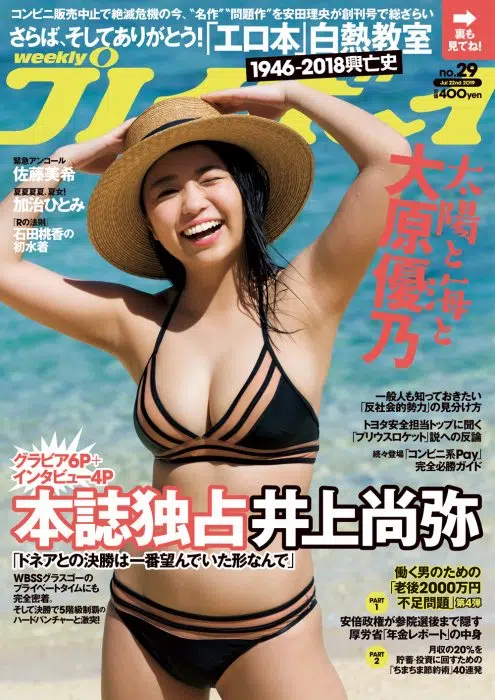 コンビニ販売中止で絶滅危機の今、“名作”“問題作”を安田理央が創刊号で総ざらい
さらば、そしてありがとう!「エロ本」白熱教室
1946-2018興亡史
裏も
見てね!
weekly
プレイボーイ
no.29
Jul 22nd 2019
400yen
緊急アンコール
佐藤美希
夏夏夏夏、夏女!
加治ひとみ
「Rの法則」
石田桃香の
初水着
太陽と海と
大原優乃
一般人も知っておきたい
「反社会的勢力」の見分け方
トヨタ安全担当トップに聞く
「プリウスロケット」説への反論
続々登場「コンビニ系Pay」
完全必勝ガイド
グラビア6P+
インタビュー4P
本誌独占井上尚弥
「ドネアとの決勝は一番望んでいた形なんで」
WBSSグラスゴーの
プライベートタイムにも
完全密着。
そして決勝で5階級制覇の
ハードパンチャーと激突!
働く男のための
「老後2000万円
不足問題」第4弾
PART
1
安倍政権が参院選後まで隠す
厚労省「年金レポート」の中身
PART
2
月収の20%を
貯蓄・投資に回すための
「ちまちま節約術」40連発